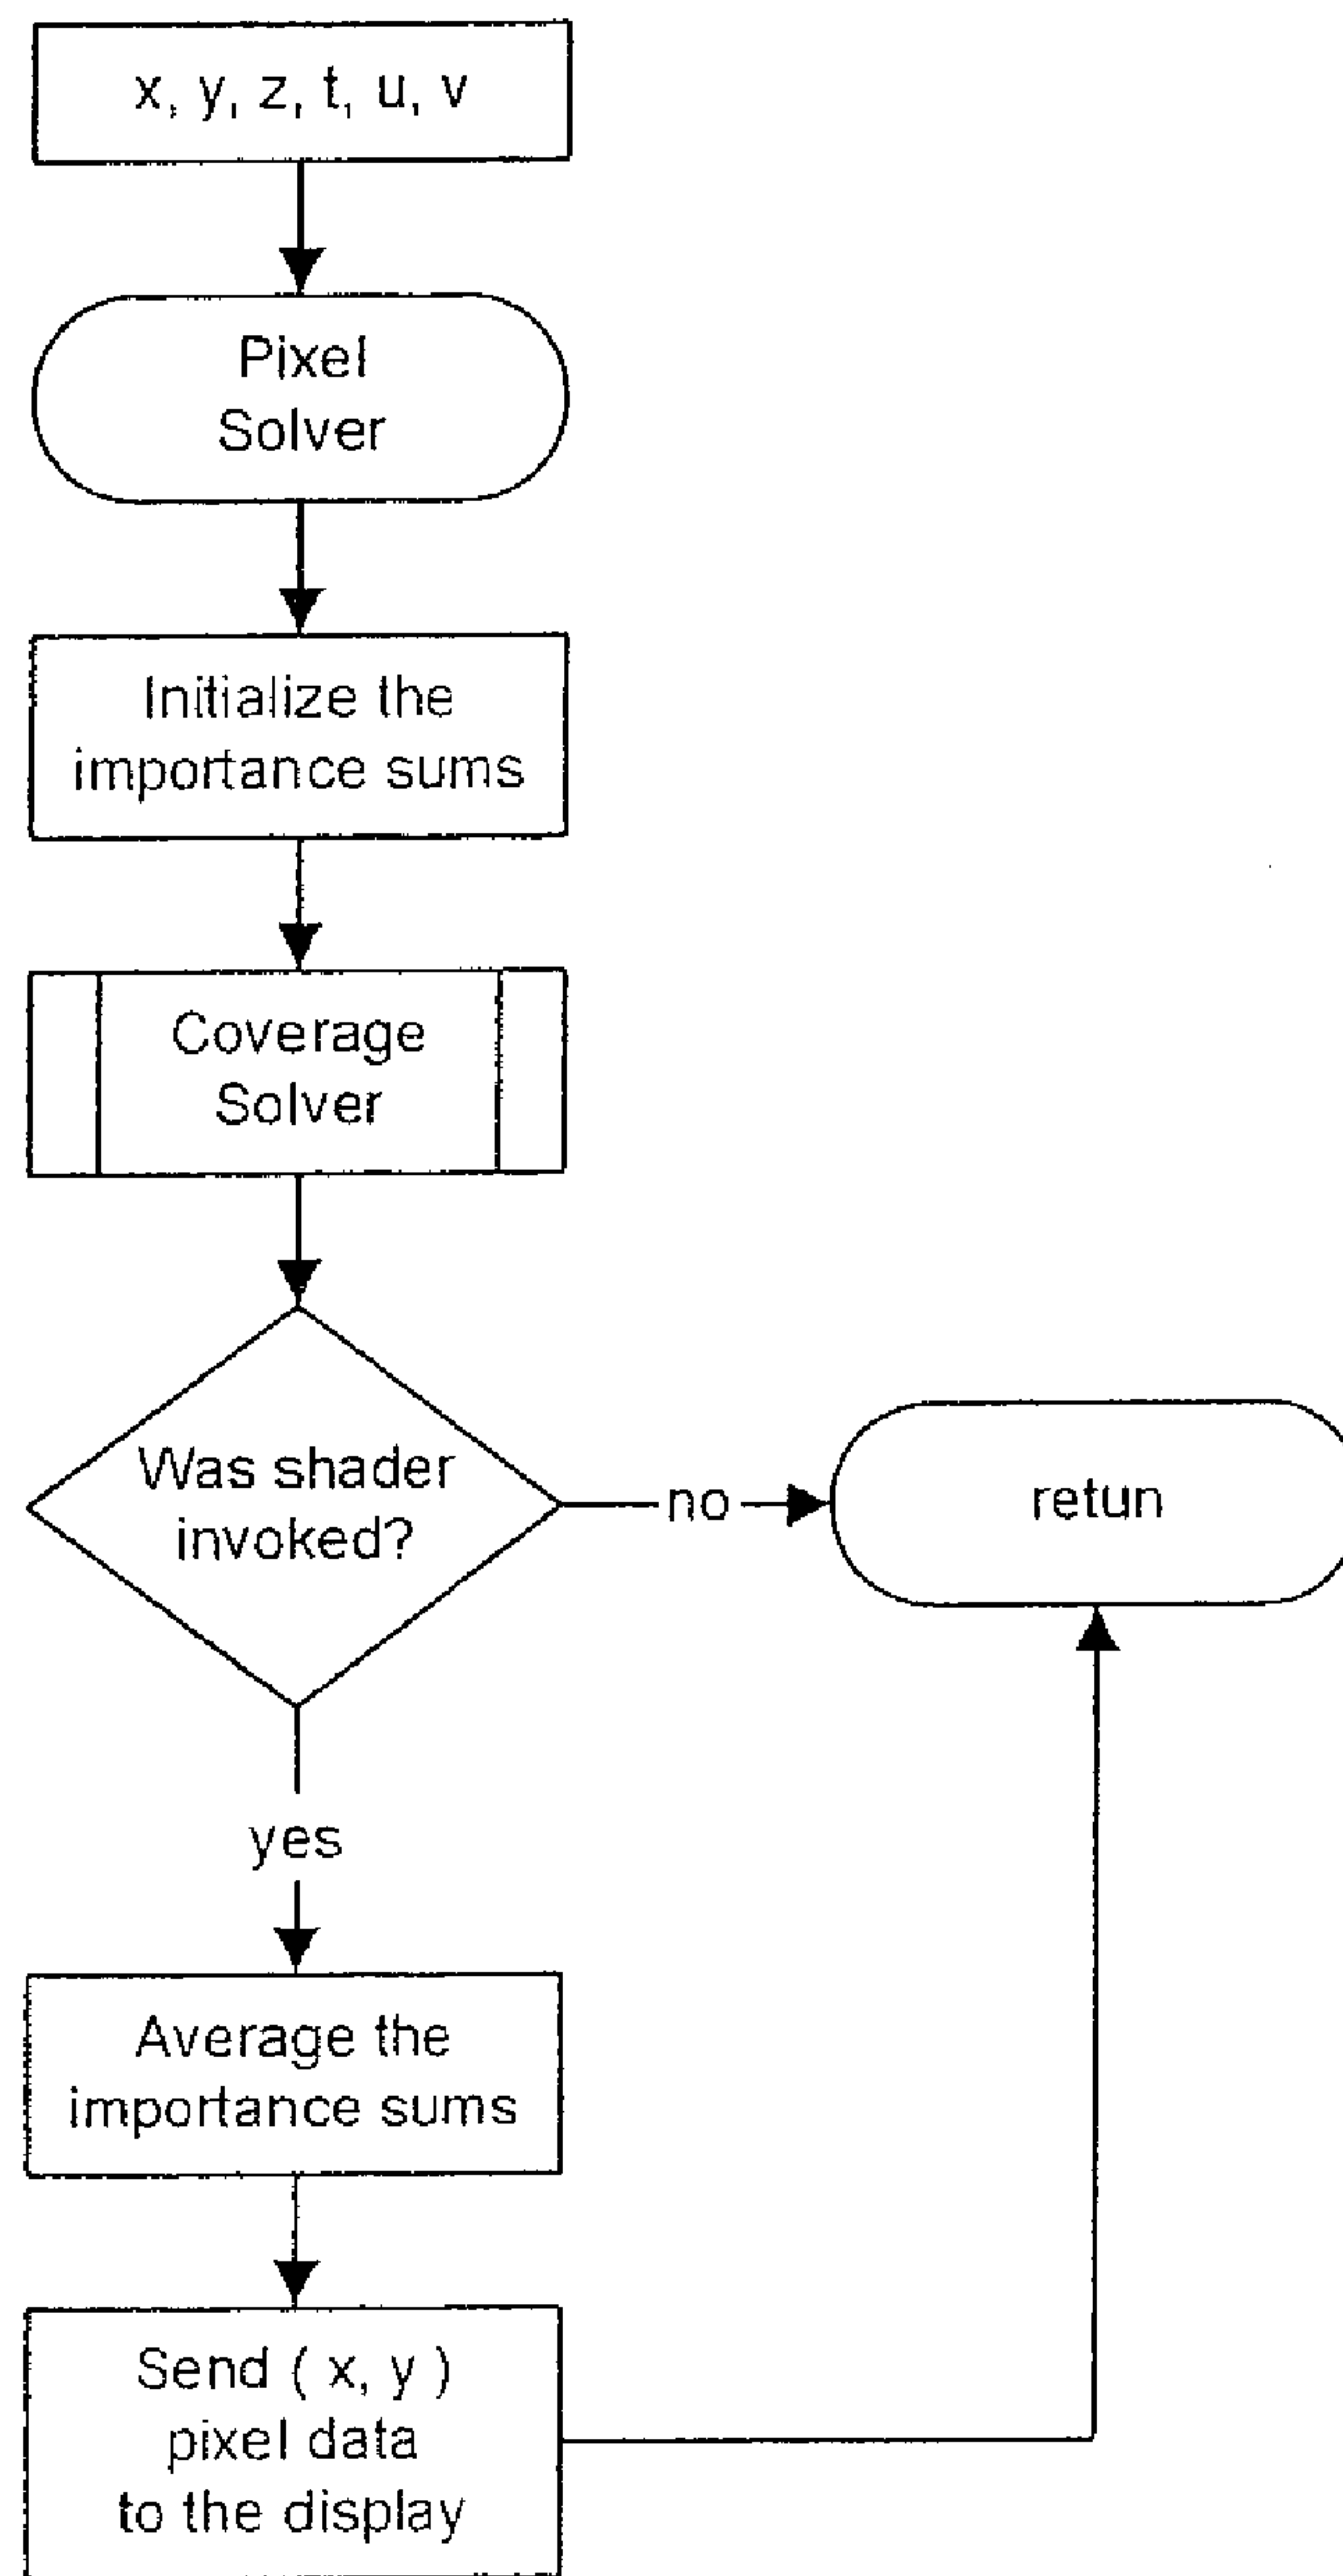 x, y, z, t, u, v
Pixel
Solver
Initialize the
importance sums
Coverage
Solver
Was shader
invoked?
no
retun
yes
Average the
importance sums
Send ( x, y )
pixel data
to the display